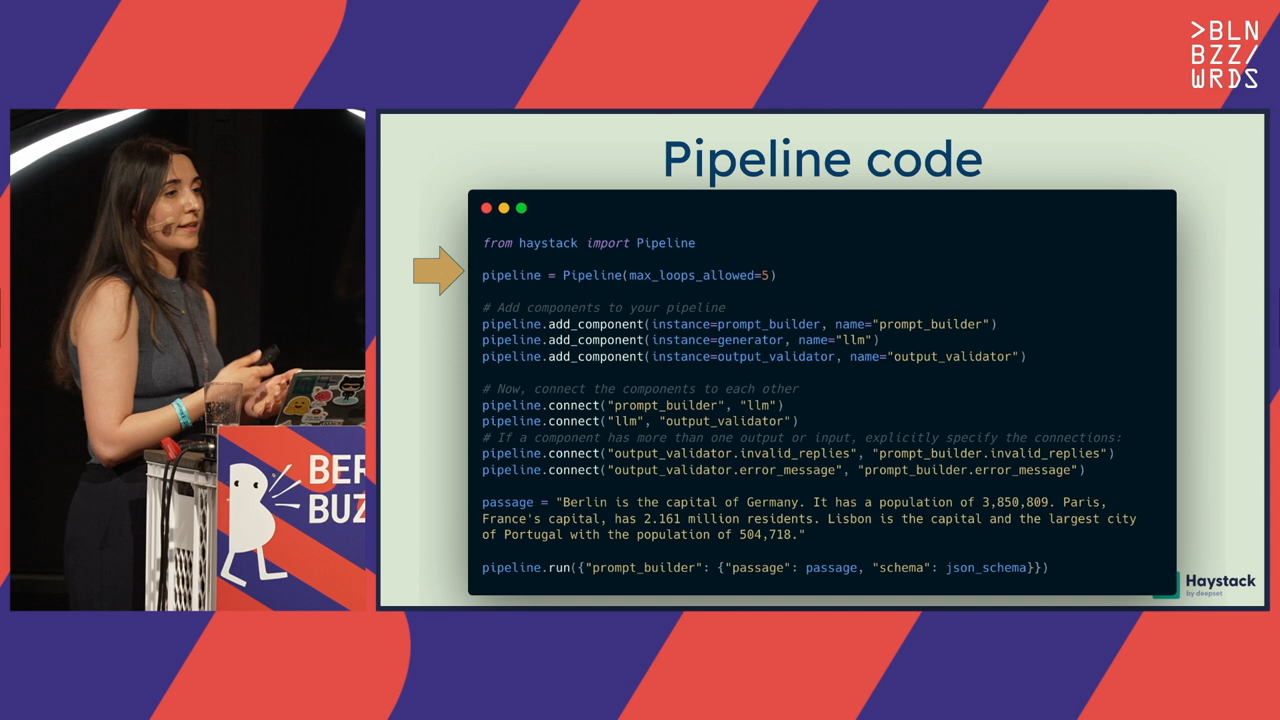 >BLN
BZZ/
WRDS
Pipeline code
from haystack import Pipeline
pipeline = Pipeline(max_loops_allowed=5)
# Add components to your pipeline
pipeline.add_component(instance=prompt_builder, name="prompt_builder")
pipeline.add_component(instance=generator, name="llm")
pipeline.add_component(instance=output_validator, name="output_validator")
# Now, connect the components to each other
pipeline.connect("prompt_builder", "llm")
pipeline.connect("llm", "output_validator")
# If a component has more than one output or input, explicitly specify the connections:
pipeline.connect("output_validator.invalid_replies", "prompt_builder.invalid_replies")
pipeline.connect("output_validator.error_message", "prompt_builder.error_message")
passage = "Berlin is the capital of Germany. It has a population of 3,850,809. Paris,
France's capital, has 2.161 million residents. Lisbon is the capital and the largest city
of Portugal with the population of 504,718."
pipeline.run({"prompt_builder": {"passage": passage, "schema": json_schema}})
Haystack
by deepset
BER
BUZ